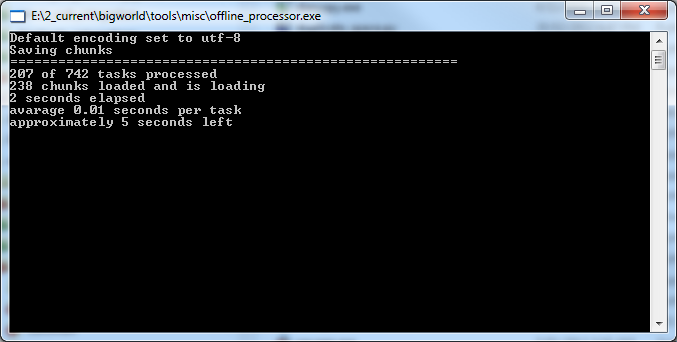 E:\2_current\bigworld\tools\misc\offline_processor.exe
Default encoding set to utf-8
Saving chunks
========================================================
207 of 742 tasks processed
238 chunks loaded and is loading
2 seconds elapsed
avarage 0.01 seconds per task
approximately 5 seconds left